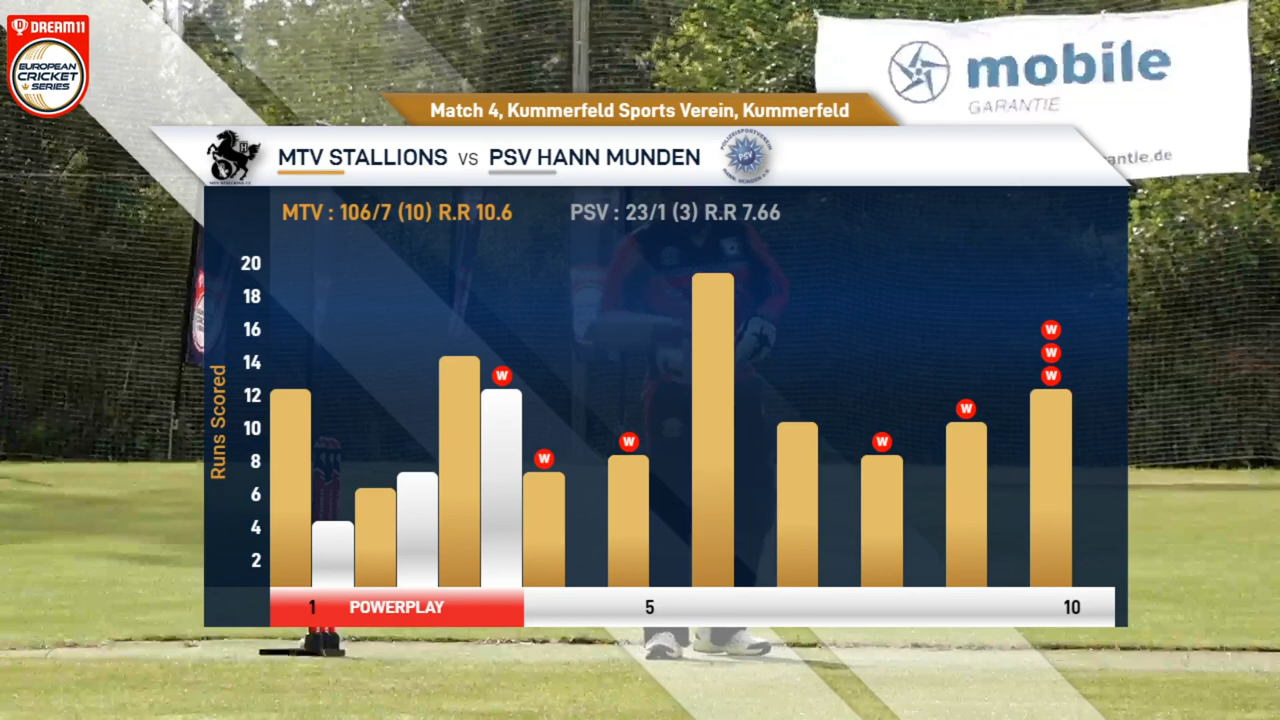 DREAM11
EUROPEAN
CRICKET
SERIES
mobile
GARANTIE
antie.de
Match 4, Kummerfeld Sports Verein, Kummerfeld
MTV STALLIONS VS PSV HANN MUNDEN
POLIZEISPORTVEREIN
PSV
MTV : 106/7 (10) R.R 10.6 PSV : 23/1 (3) R.R 7.66
Runs Scored
20
18
16
14
12
10
8
6
4
2
W
W
W
W
W
W
W
W
1 POWERPLAY 5 10